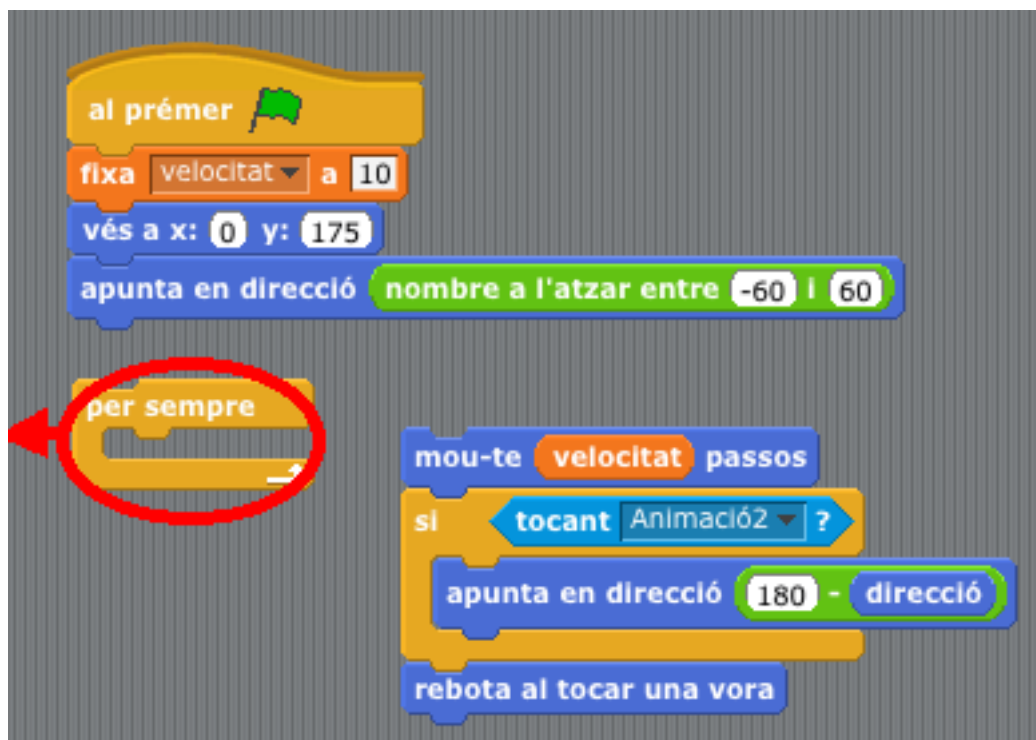 al prémer
fixa velocitat a 10
vés a x: 0 y: 175
apunta en direcció nombre a l'atzar entre -60 i 60
per sempre
mou-te velocitat passos
si tocant Animació2 ?
apunta en direcció 180 - direcció
rebota al tocar una vora